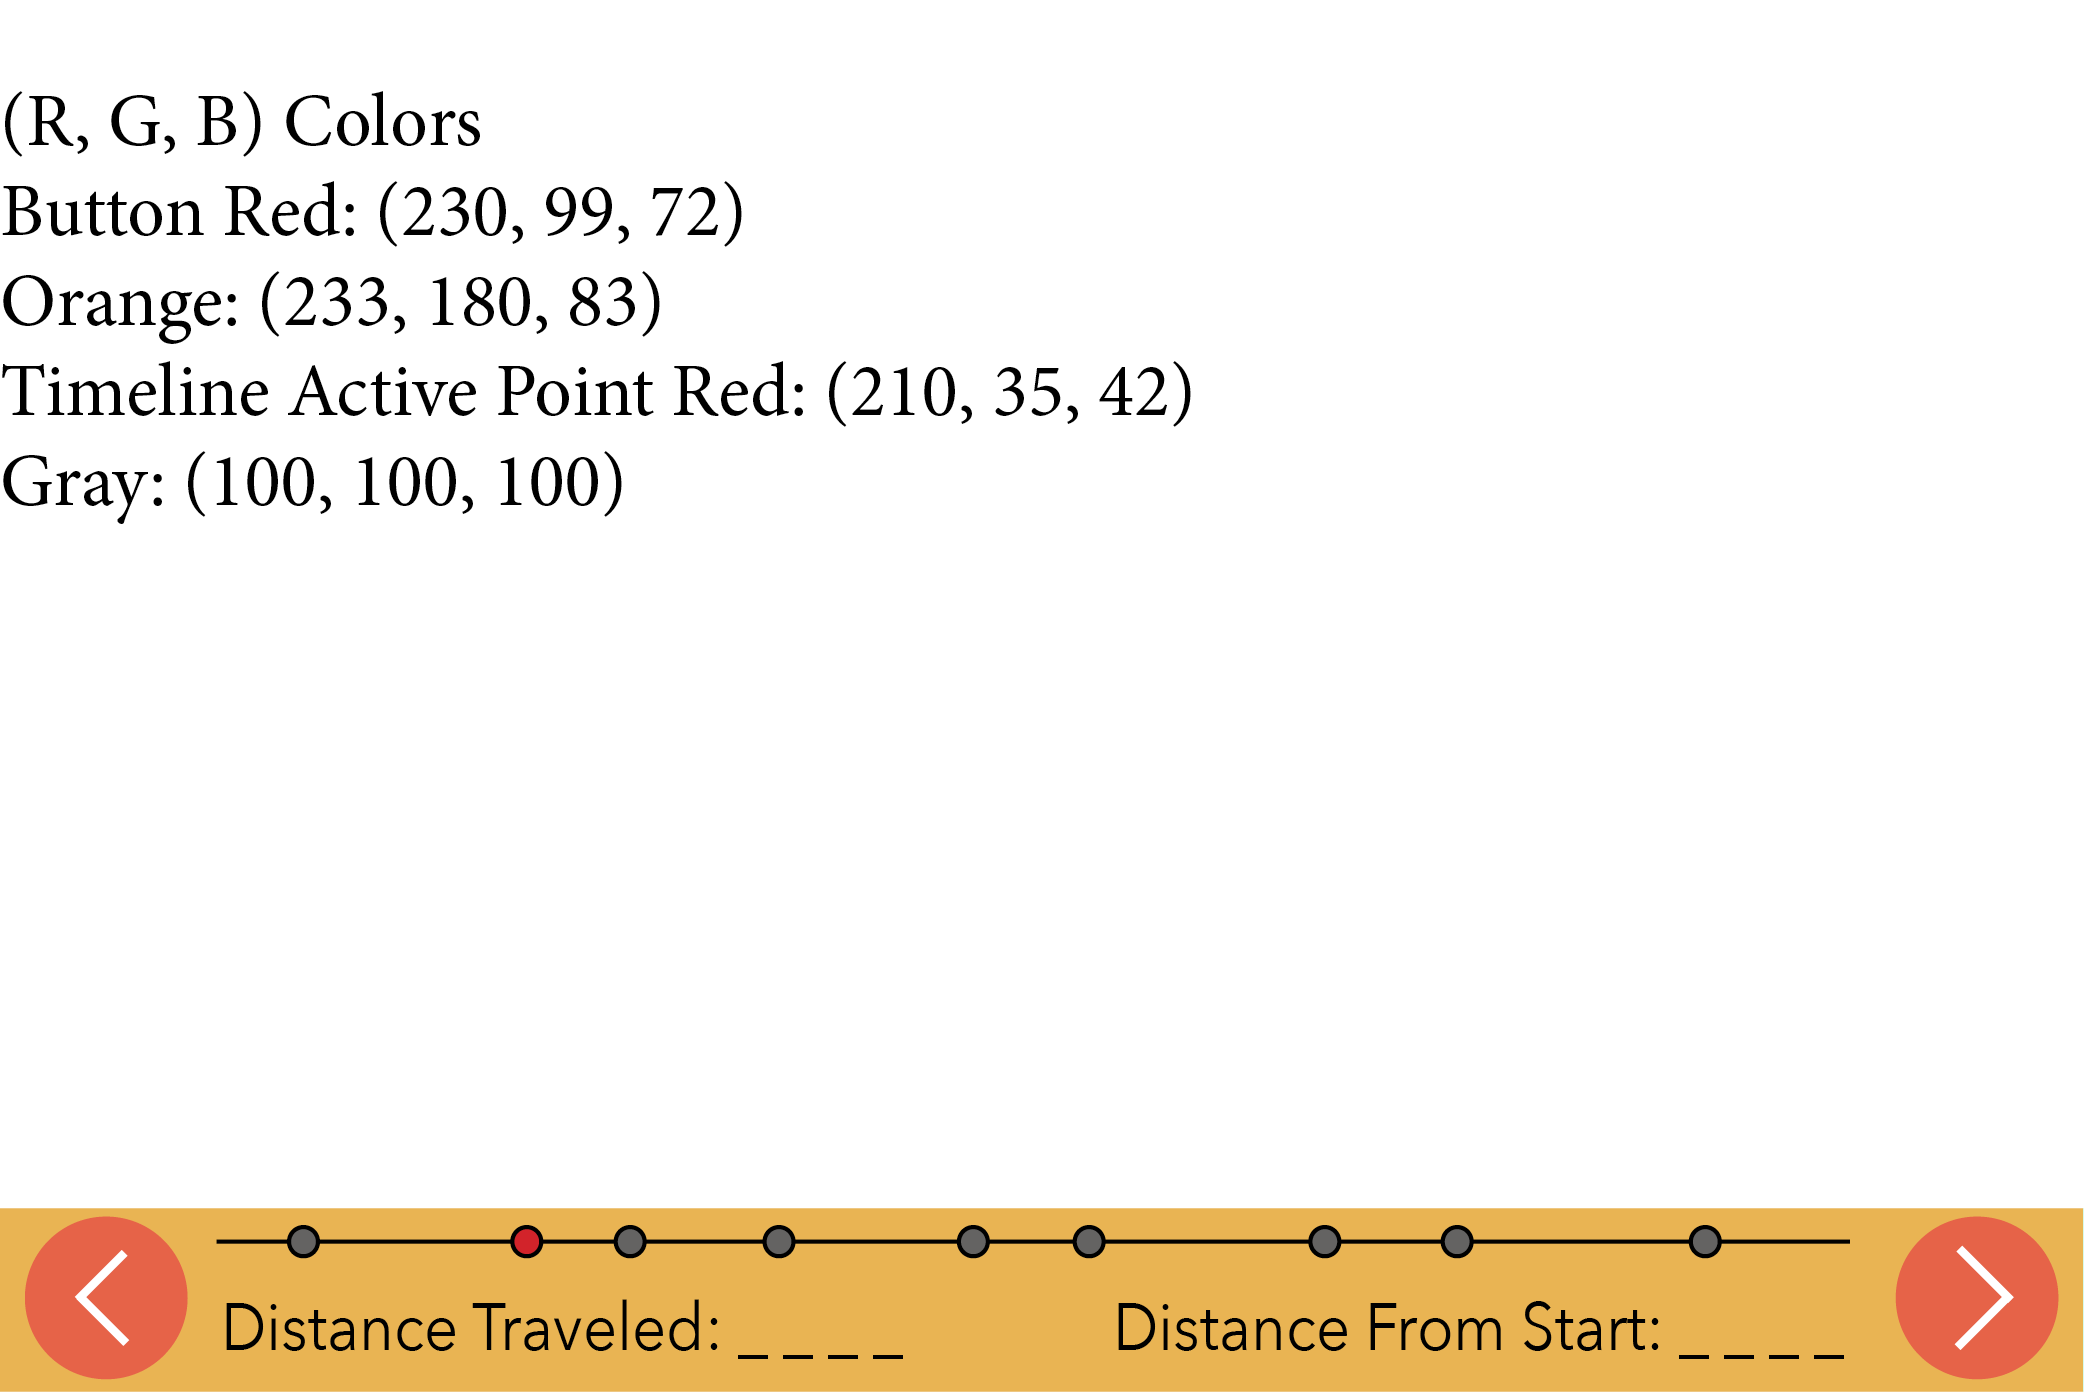 (R, G, B) Colors
Button Red: (230, 99, 72)
Orange: (233, 180, 83)
Timeline Active Point Red: (210, 35, 42)
Gray: (100, 100, 100)
Distance Traveled: _ _ _ _
Distance From Start: _ _ _ _